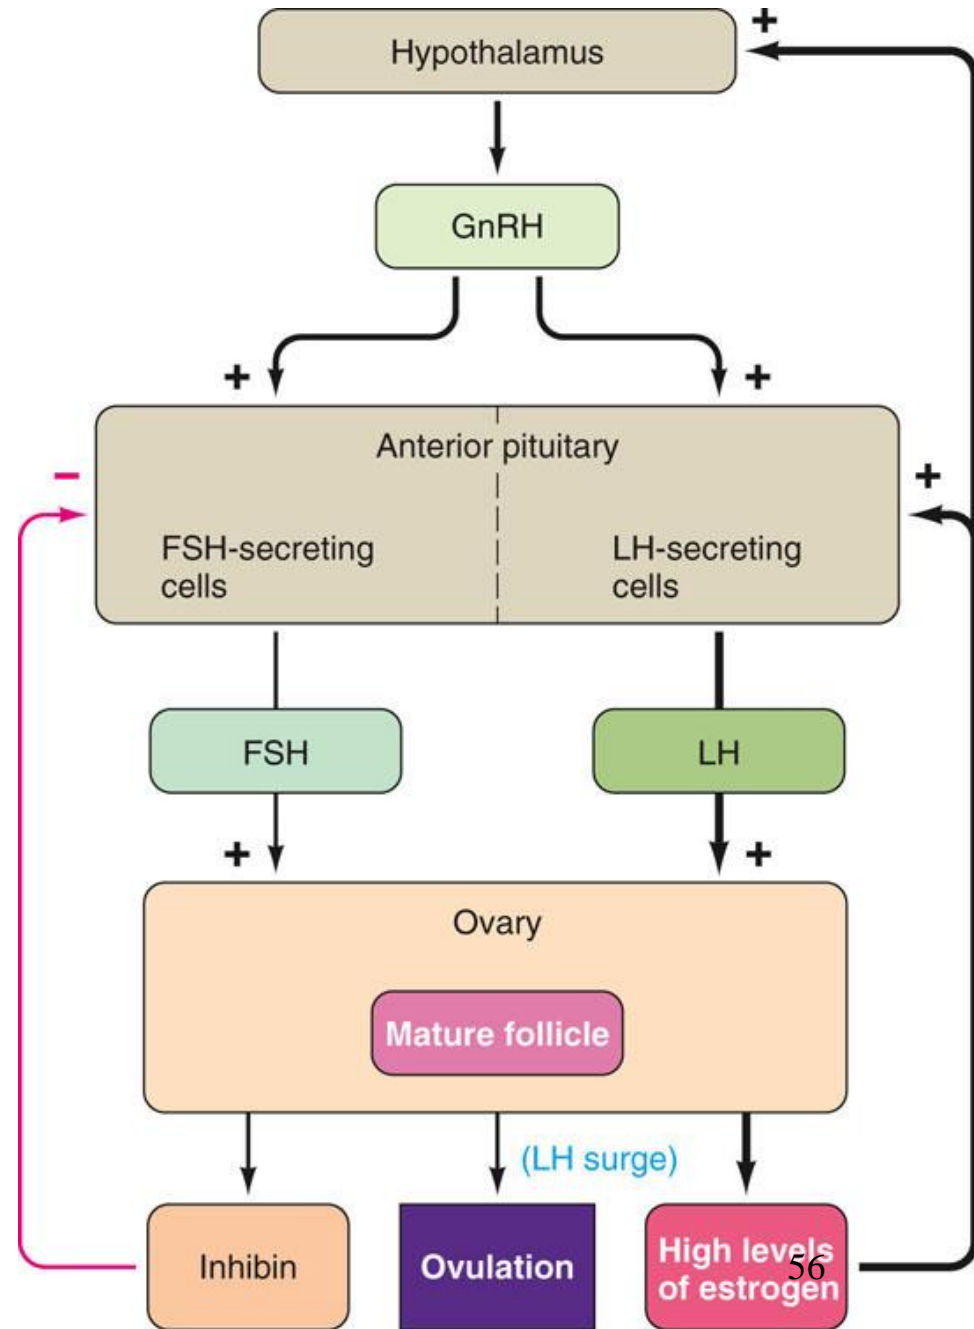 +
Hypothalamus
GnRH
+ +
Anterior pituitary
− +
FSH-secreting
cells
LH-secreting
cells
FSH
LH
+ +
Ovary
Mature follicle
(LH surge)
Inhibin
Ovulation
High levels
of estrogen
56